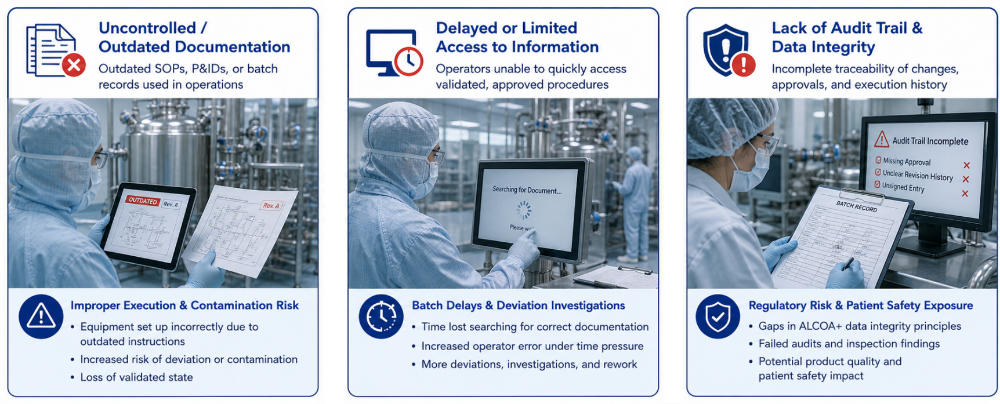 Uncontrolled /
Outdated Documentation
Outdated SOPs, P&IDs, or batch
records used in operations
OUTDATED
Rev. B
Rev. A
Improper Execution & Contamination Risk
• Equipment set up incorrectly due to
outdated instructions
• Increased risk of deviation or contamination
• Loss of validated state
Delayed or Limited
Access to Information
Operators unable to quickly access
validated, approved procedures
Searching for Document...
Please
Batch Delays & Deviation Investigations
• Time lost searching for correct documentation
• Increased operator error under time pressure
• More deviations, investigations, and rework
Lack of Audit Trail &
Data Integrity
Incomplete traceability of changes,
approvals, and execution history
Audit Trail Incomplete
Missing Approval
Unclear Revision History
Unsigned Entry
BATCH RECORD
Regulatory Risk & Patient Safety Exposure
• Gaps in ALCOA+ data integrity principles
• Failed audits and inspection findings
• Potential product quality and
patient safety impact